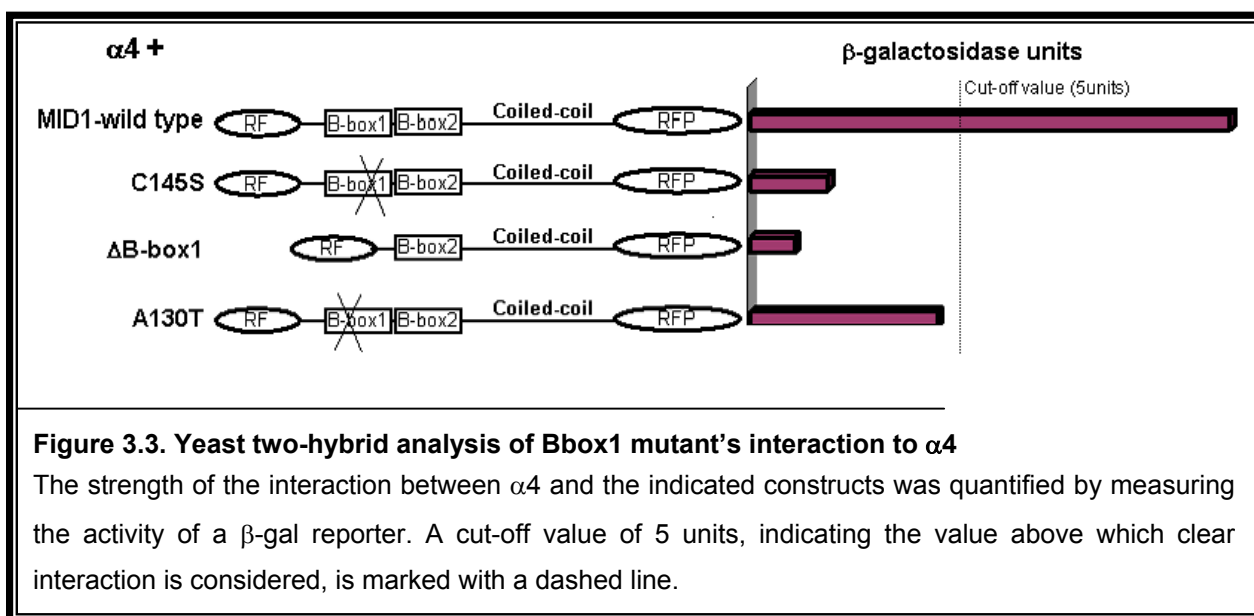 α4 +
β-galactosidase units
Cut-off value (5units)
MID1-wild type RF B-box1 B-box2 Coiled-coil RFP
C145S RF B-box1 B-box2 Coiled-coil RFP
ΔB-box1 RF B-box2 Coiled-coil RFP
A130T RF B-box1 B-box2 Coiled-coil RFP
Figure 3.3. Yeast two-hybrid analysis of Bbox1 mutant's interaction to α4
The strength of the interaction between α4 and the indicated constructs was quantified by measuring
the activity of a β-gal reporter. A cut-off value of 5 units, indicating the value above which clear
interaction is considered, is marked with a dashed line.